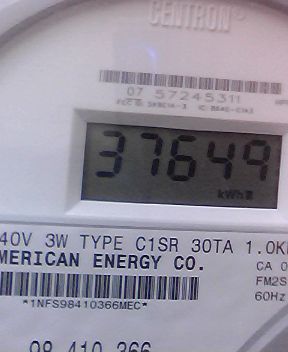 CENTRON®
07 57245311
37649
kWh
40V 3W TYPE C1SR 30TA 1.0K
MERICAN ENERGY CO.
CA 0
FM2S
60Hz
*1NFS98410366MEC*
98 410 366